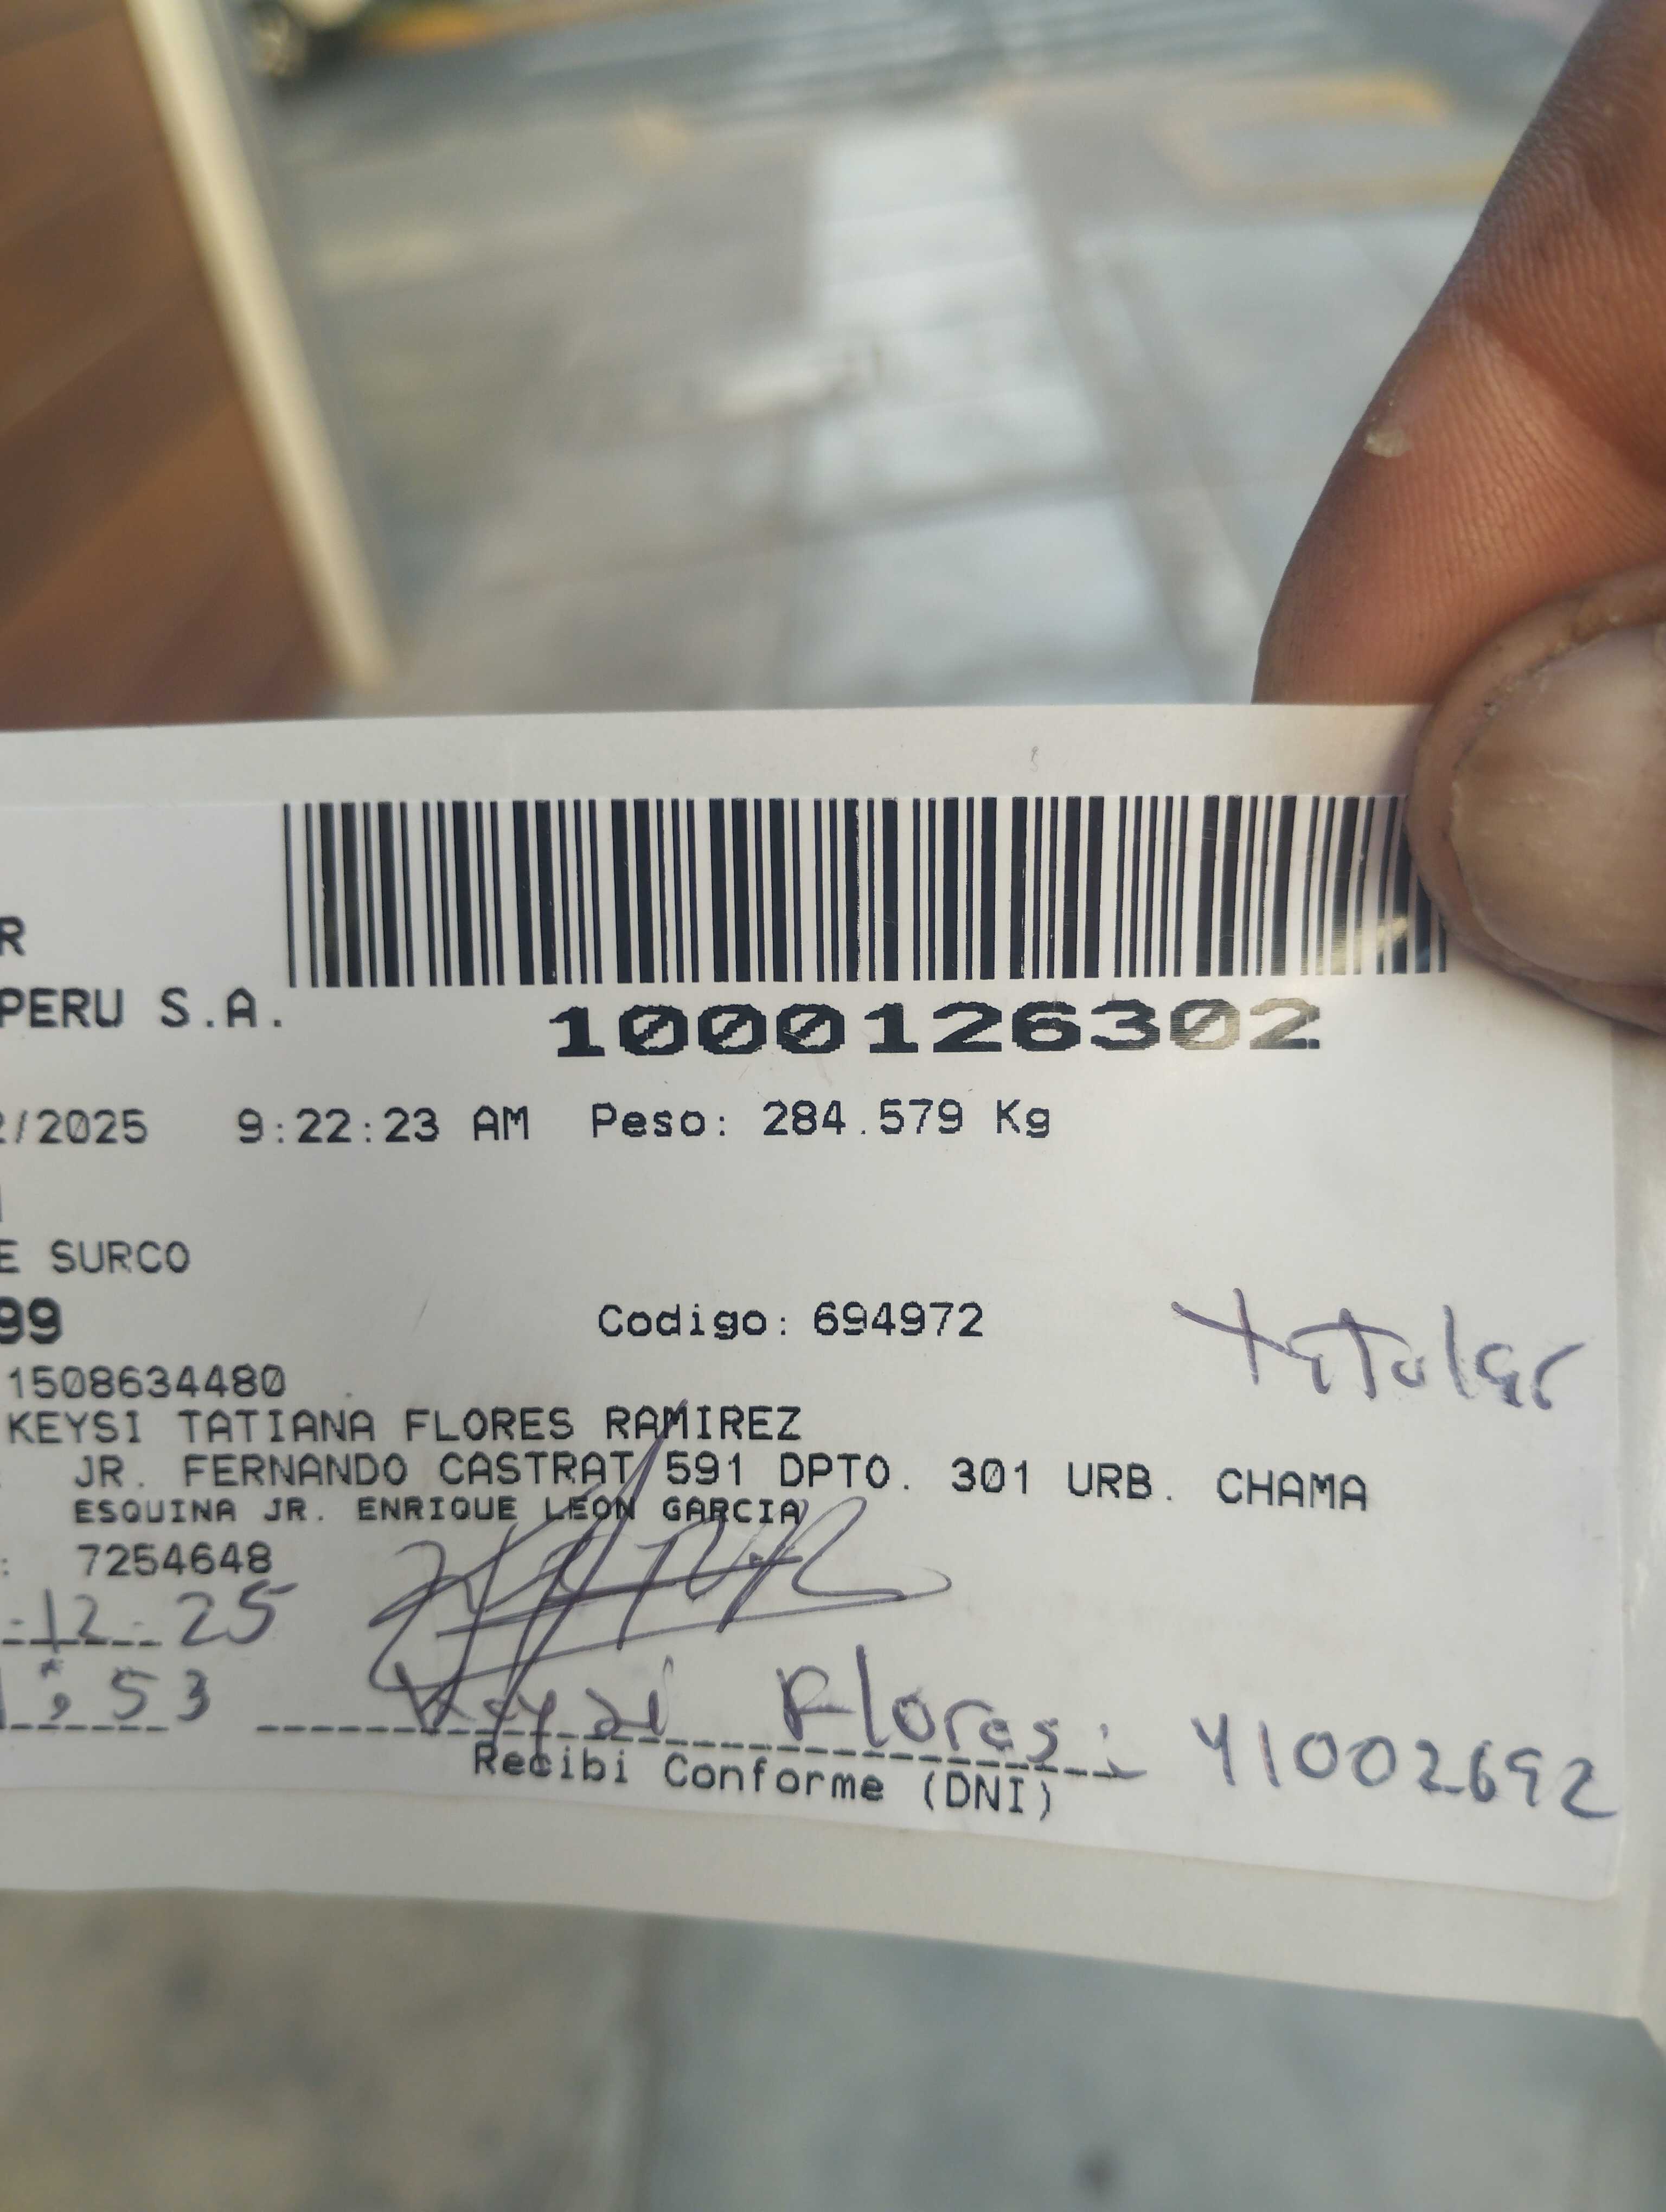 R
PERU S.A.
1000126302
2/2025 9:22:23 AM Peso: 284.579 Kg
E SURCO
99 Codigo: 694972
titular
1508634480
KEYSI TATIANA FLORES RAMIREZ
JR. FERNANDO CASTRAT 591 DPTO. 301 URB. CHAMA
ESQUINA JR. ENRIQUE LEON GARCIA
: 7254648
-12-25
:53 Keysi Flores: 41002692
Recibi Conforme (DNI)